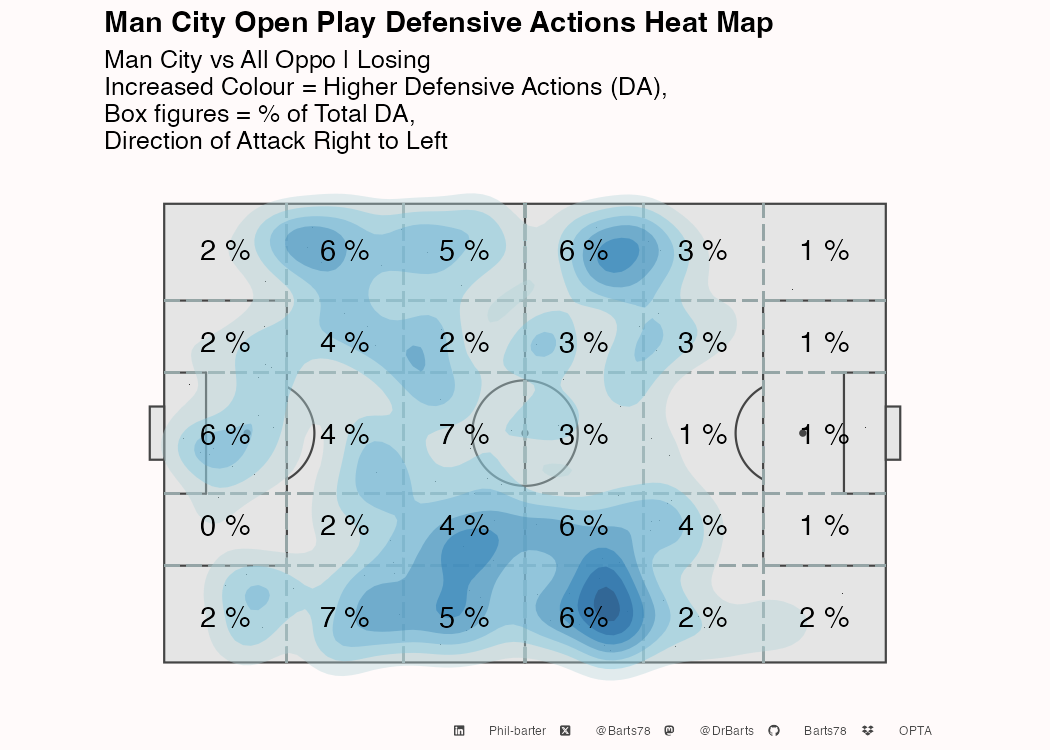 Man City Open Play Defensive Actions Heat Map
Man City vs All Oppo | Losing
Increased Colour = Higher Defensive Actions (DA),
Box figures = % of Total DA,
Direction of Attack Right to Left
2 % 6 % 5 % 6 % 3 % 1 %
2 % 4 % 2 % 3 % 3 % 1 %
6 % 4 % 7 % 3 % 1 % 1 %
0 % 2 % 4 % 6 % 4 % 1 %
2 % 7 % 5 % 6 % 2 % 2 %
Phil-barter @Barts78 @DrBarts Barts78 OPTA